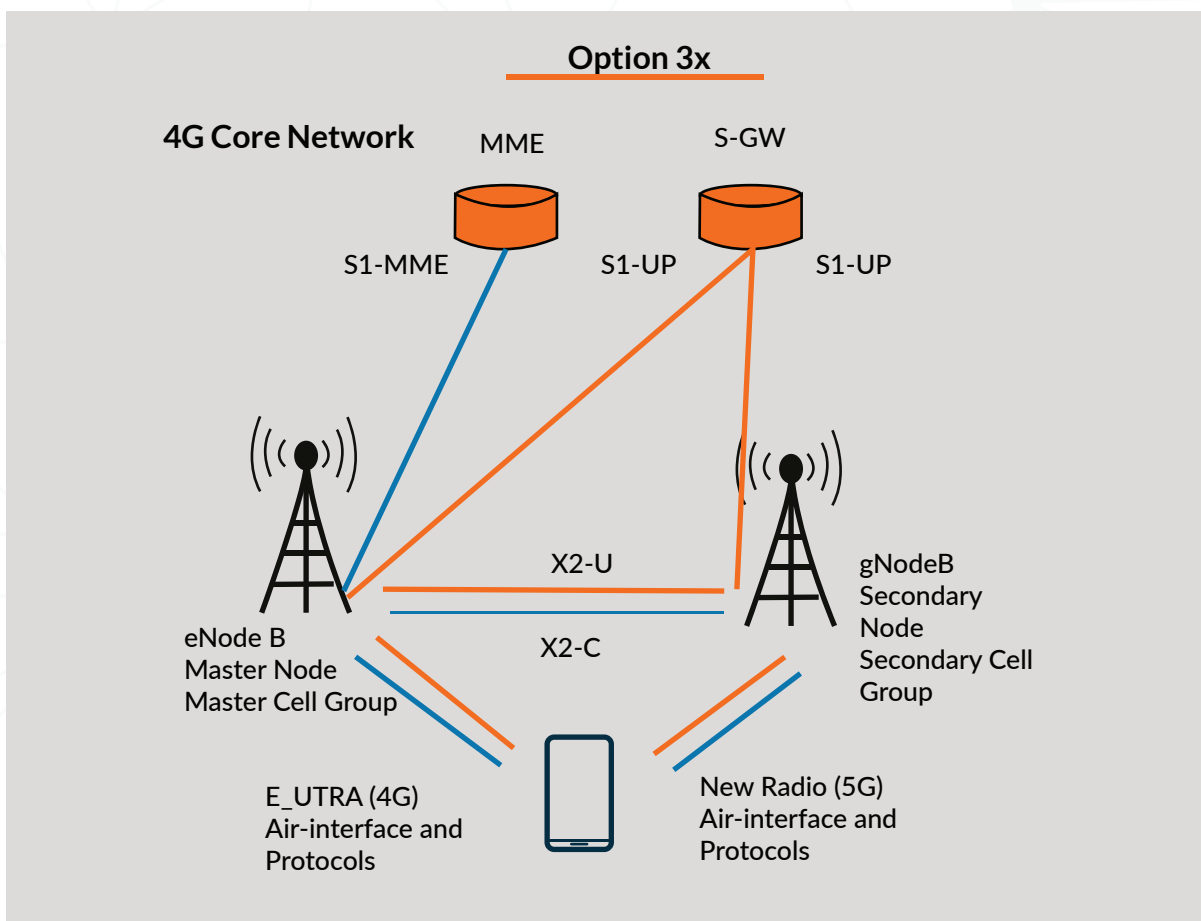 Option 3x
4G Core Network
MME
S-GW
S1-MME
S1-UP
S1-UP
X2-U
X2-C
eNode B
Master Node
Master Cell Group
gNodeB
Secondary
Node
Secondary Cell
Group
E_UTRA (4G)
Air-interface and
Protocols
New Radio (5G)
Air-interface and
Protocols